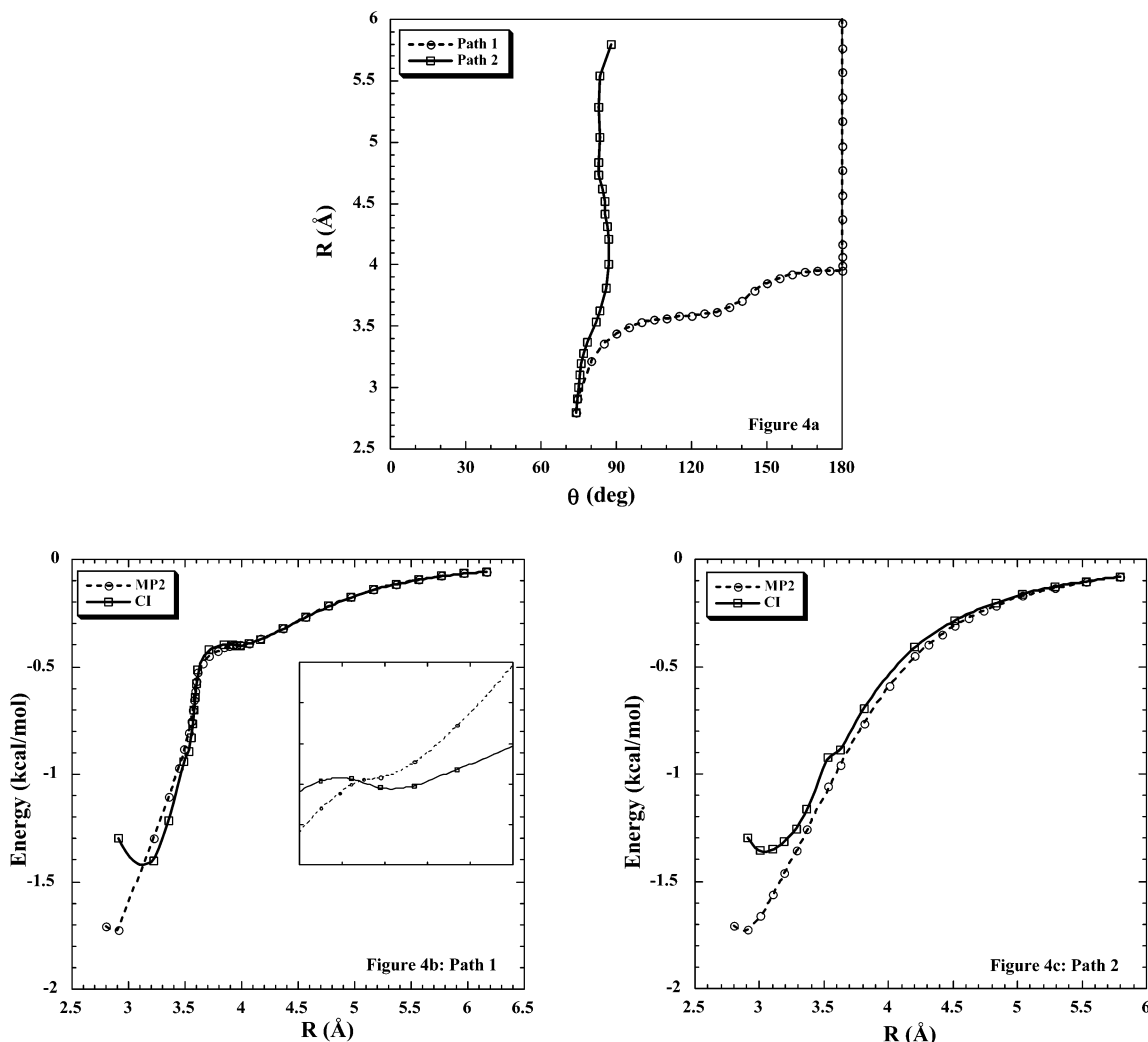 6
5.5
5
4.5
4
3.5
3
2.5
R (Å)
Path 1
Path 2
Figure 4a
0
30
60
90
120
150
180
θ (deg)
0
-0.5
-1
-1.5
-2
Energy (kcal/mol)
MP2
CI
Figure 4b: Path 1
2.5
3
3.5
4
4.5
5
5.5
6
6.5
R (Å)
0
-0.5
-1
-1.5
-2
Energy (kcal/mol)
MP2
CI
Figure 4c: Path 2
2.5
3
3.5
4
4.5
5
5.5
6
R (Å)